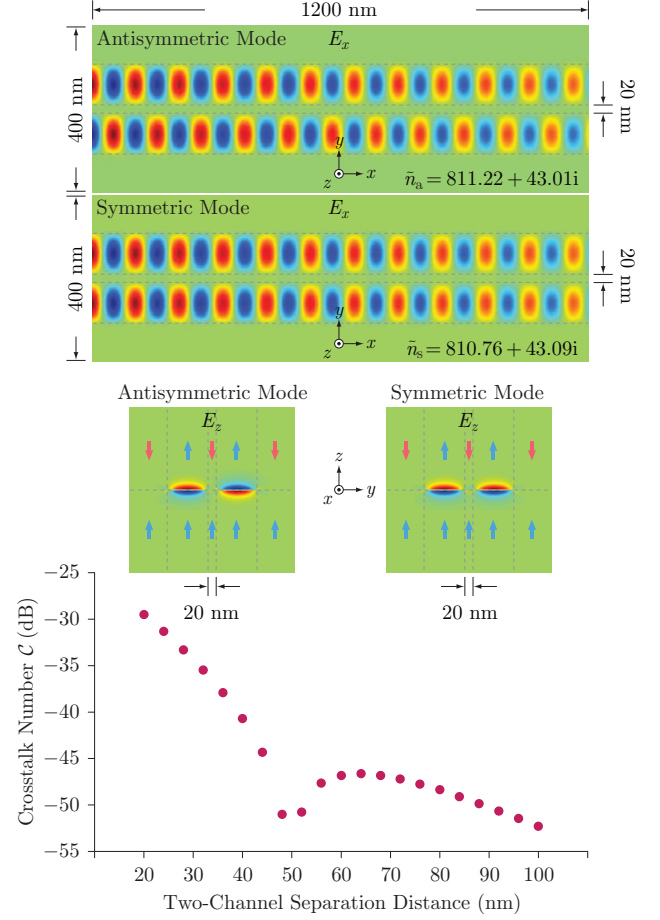 1200 nm
Antisymmetric Mode
E_x
400 nm
20 nm
y
z
x
ñ_a = 811.22 + 43.01i
Symmetric Mode
E_x
400 nm
20 nm
y
z
x
ñ_s = 810.76 + 43.09i
Antisymmetric Mode
Symmetric Mode
E_z
E_z
z
x
y
20 nm
20 nm
Crosstalk Number 𝒞 (dB)
−25
−30
−35
−40
−45
−50
−55
20 30 40 50 60 70 80 90 100
Two-Channel Separation Distance (nm)